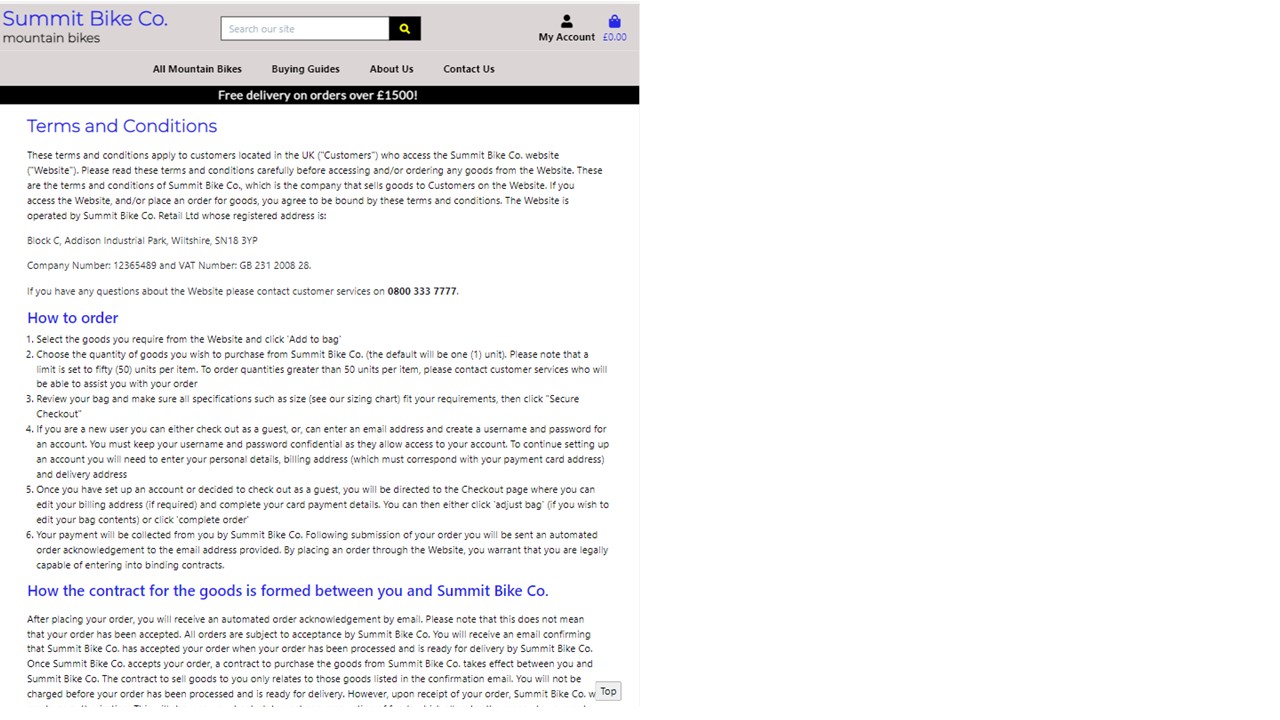 Summit Bike Co.
mountain bikes
Search our site
My Account
£0.00
All Mountain Bikes
Buying Guides
About Us
Contact Us
Free delivery on orders over £1500!
Terms and Conditions
These terms and conditions apply to customers located in the UK ("Customers") who access the Summit Bike Co. website
("Website"). Please read these terms and conditions carefully before accessing and/or ordering any goods from the Website. These
are the terms and conditions of Summit Bike Co., which is the company that sells goods to Customers on the Website. If you
access the Website, and/or place an order for goods, you agree to be bound by these terms and conditions. The Website is
operated by Summit Bike Co. Retail Ltd whose registered address is:
Block C, Addison Industrial Park, Wiltshire, SN18 3YP
Company Number: 12365489 and VAT Number: GB 231 2008 28.
If you have any questions about the Website please contact customer services on 0800 333 7777.
How to order
1. Select the goods you require from the Website and click 'Add to bag'
2. Choose the quantity of goods you wish to purchase from Summit Bike Co. (the default will be one (1) unit). Please note that a
limit is set to fifty (50) units per item. To order quantities greater than 50 units per item, please contact customer services who will
be able to assist you with your order
3. Review your bag and make sure all specifications such as size (see our sizing chart) fit your requirements, then click "Secure
Checkout"
4. If you are a new user you can either check out as a guest, or, can enter an email address and create a username and password for
an account. You must keep your username and password confidential as they allow access to your account. To continue setting up
an account you will need to enter your personal details, billing address (which must correspond with your payment card address)
and delivery address
5. Once you have set up an account or decided to check out as a guest, you will be directed to the Checkout page where you can
edit your billing address (if required) and complete your card payment details. You can then either click 'adjust bag' (if you wish to
edit your bag contents) or click 'complete order'
6. Your payment will be collected from you by Summit Bike Co. Following submission of your order you will be sent an automated
order acknowledgement to the email address provided. By placing an order through the Website, you warrant that you are legally
capable of entering into binding contracts.
How the contract for the goods is formed between you and Summit Bike Co.
After placing your order, you will receive an automated order acknowledgement by email. Please note that this does not mean
that your order has been accepted. All orders are subject to acceptance by Summit Bike Co. You will receive an email confirming
that Summit Bike Co. has accepted your order when your order has been processed and is ready for delivery by Summit Bike Co.
Once Summit Bike Co. accepts your order, a contract to purchase the goods from Summit Bike Co. takes effect between you and
Summit Bike Co. The contract to sell goods to you only relates to those goods listed in the confirmation email. You will not be
charged before your order has been processed and is ready for delivery. However, upon receipt of your order, Summit Bike Co. w
Top